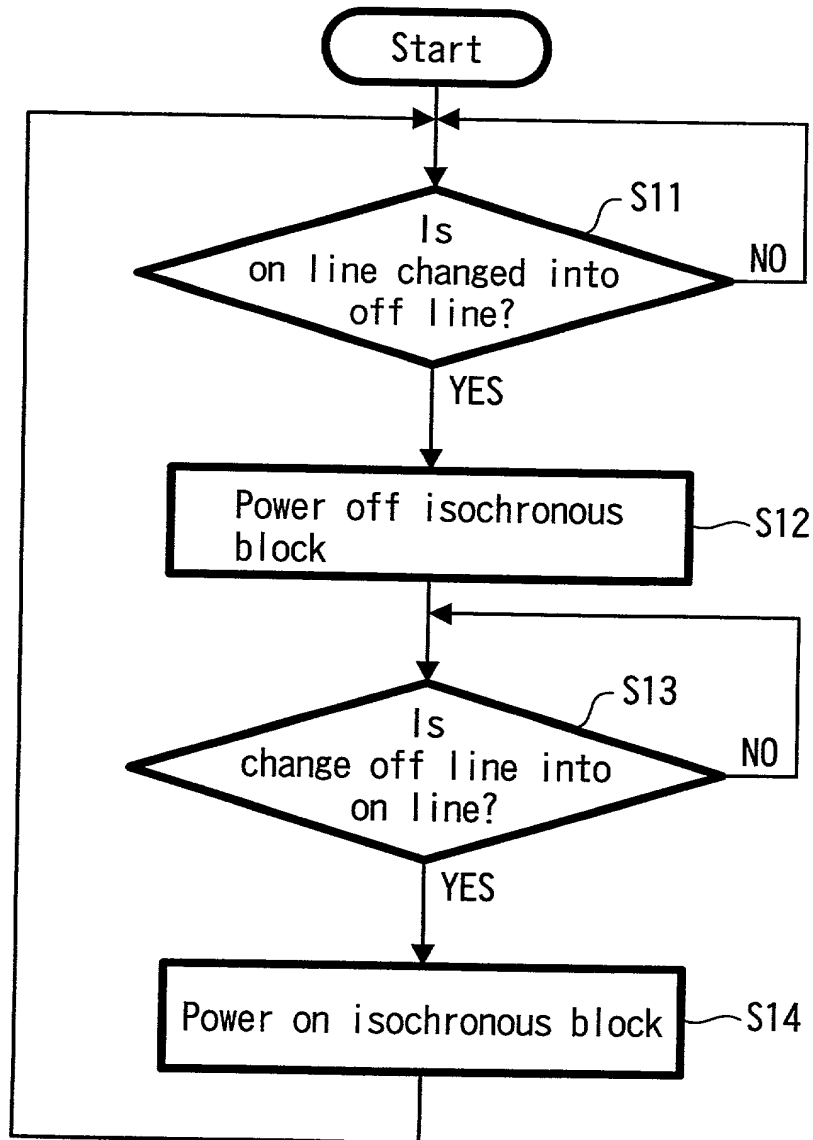 Start
S11
Is
on line changed into
off line?
NO
YES
Power off isochronous
block
S12
S13
Is
change off line into
on line?
NO
YES
Power on isochronous block
S14